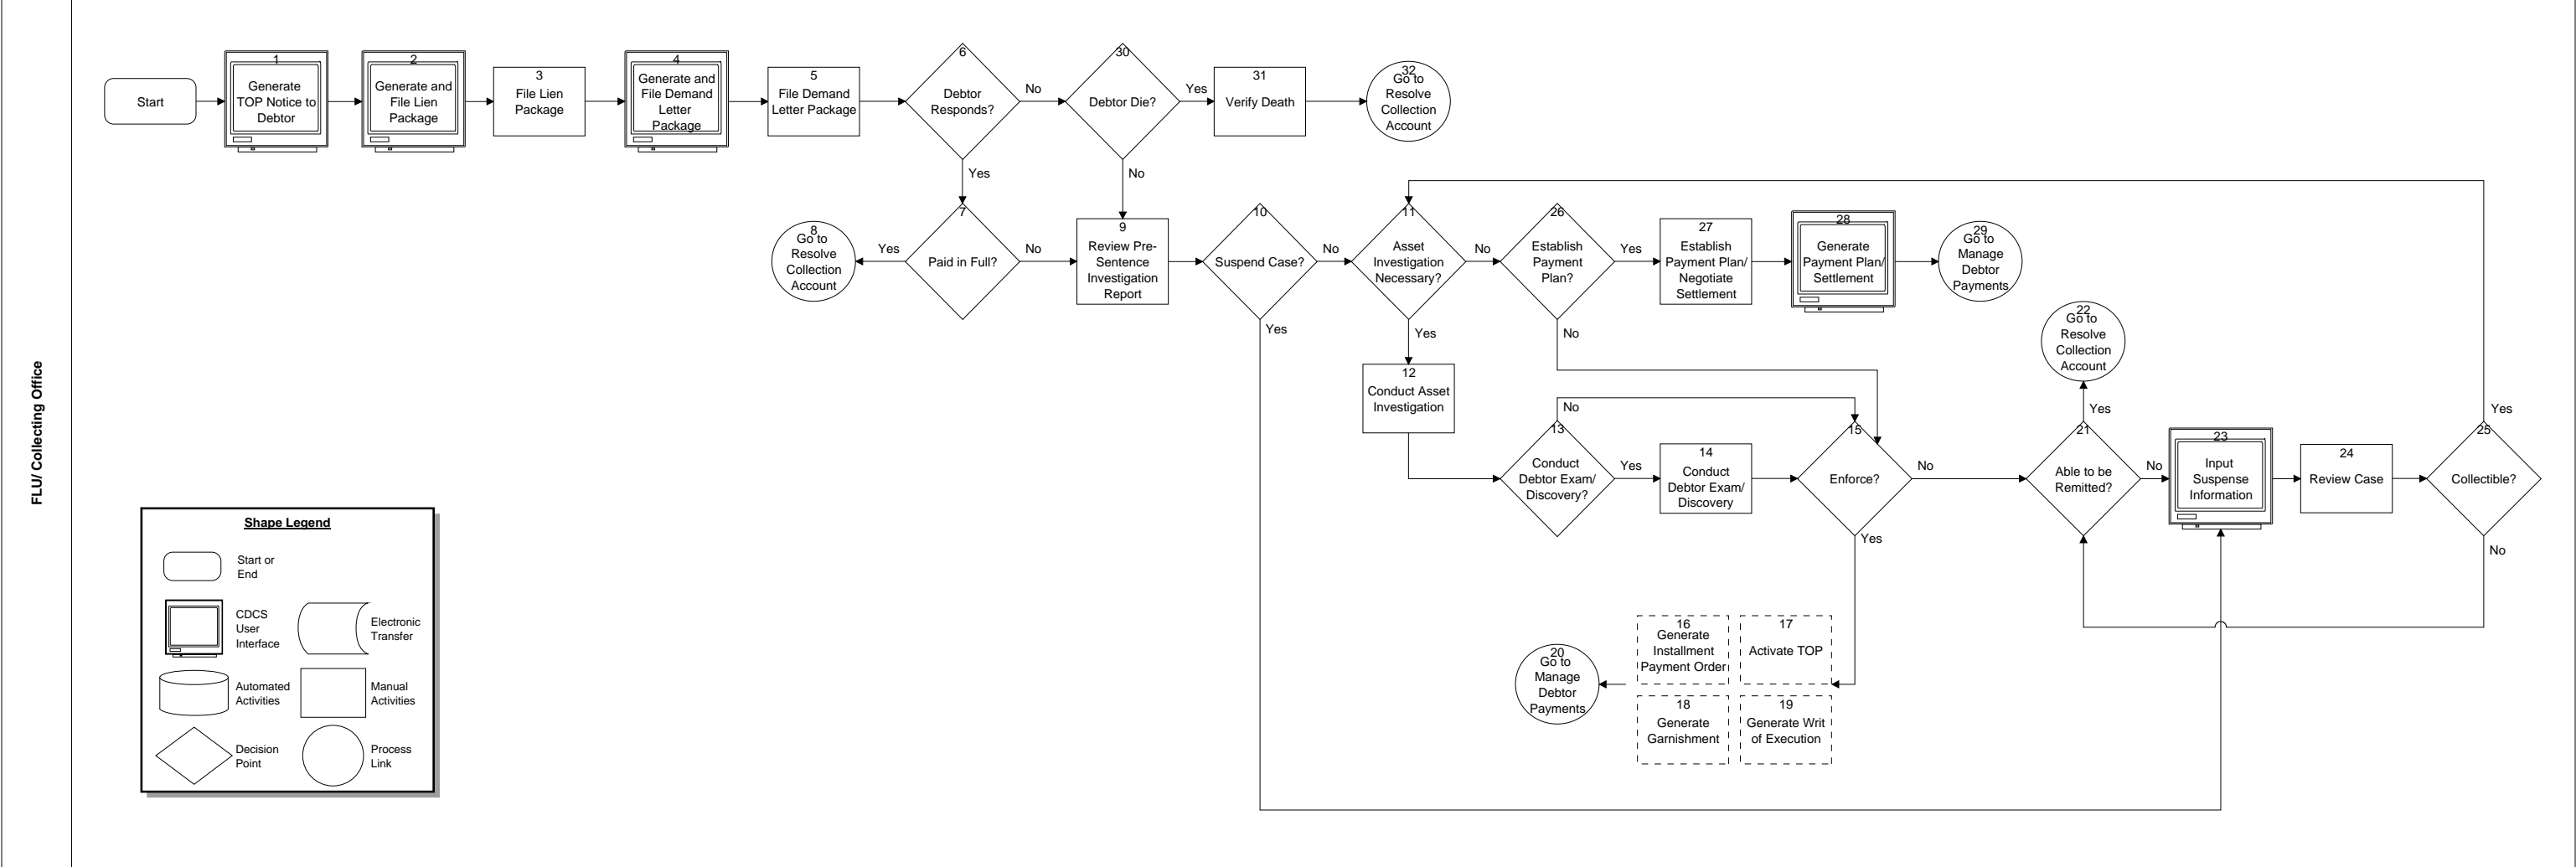 FLU/ Collecting Office
Start
1
Generate
TOP Notice to
Debtor
2
Generate and
File Lien
Package
3
File Lien
Package
4
Generate and
File Demand
Letter
Package
5
File Demand
Letter Package
6
Debtor
Responds?
No
Yes
30
Debtor Die?
Yes
No
31
Verify Death
32
Go to
Resolve
Collection
Account
8
Go to
Resolve
Collection
Account
Yes
7
Paid in Full?
No
9
Review Pre-
Sentence
Investigation
Report
10
Suspend Case?
No
Yes
11
Asset
Investigation
Necessary?
No
Yes
26
Establish
Payment
Plan?
Yes
No
27
Establish
Payment Plan/
Negotiate
Settlement
28
Generate
Payment Plan/
Settlement
29
Go to
Manage
Debtor
Payments
12
Conduct Asset
Investigation
13
Conduct
Debtor Exam/
Discovery?
No
Yes
14
Conduct
Debtor Exam/
Discovery
15
Enforce?
No
Yes
22
Go to
Resolve
Collection
Account
Yes
21
Able to be
Remitted?
No
23
Input
Suspense
Information
24
Review Case
Yes
25
Collectible?
No
16
Generate
Installment
Payment Order
17
Activate TOP
18
Generate
Garnishment
19
Generate Writ
of Execution
20
Go to
Manage
Debtor
Payments
Shape Legend
Start or
End
CDCS
User
Interface
Electronic
Transfer
Automated
Activities
Manual
Activities
Decision
Point
Process
Link